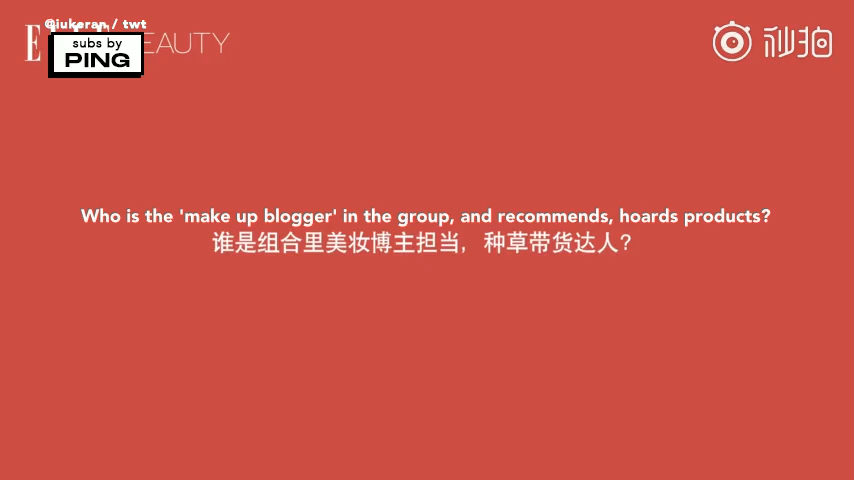 @iukeran / twt
subs by
PING
EAUTY
秒拍
Who is the 'make up blogger' in the group, and recommends, hoards products?
谁是组合里美妆博主担当，种草带货达人？